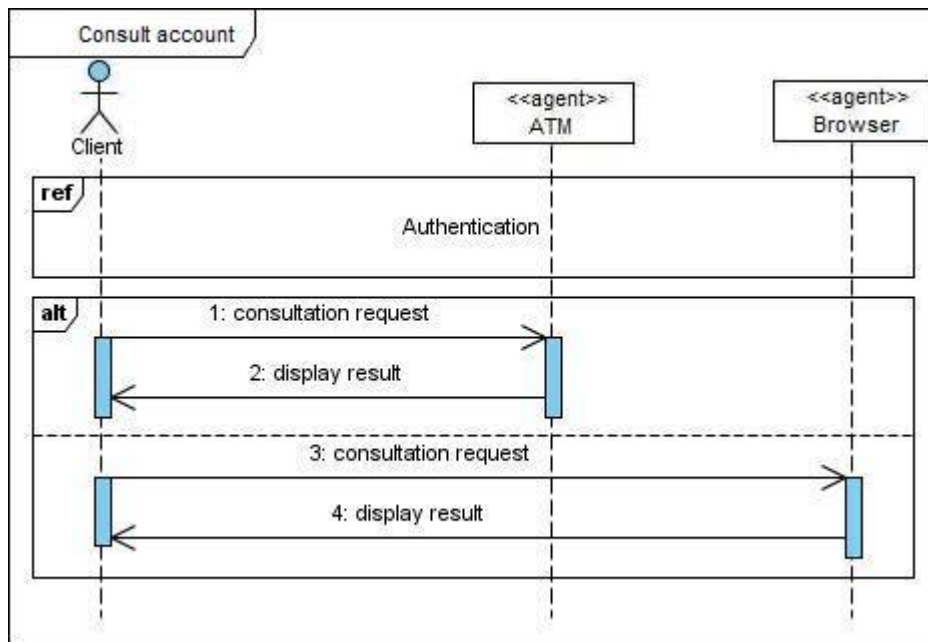 Consult account
Client
<<agent>>
ATM
<<agent>>
Browser
ref
Authentication
alt
1: consultation request
2: display result
3: consultation request
4: display result